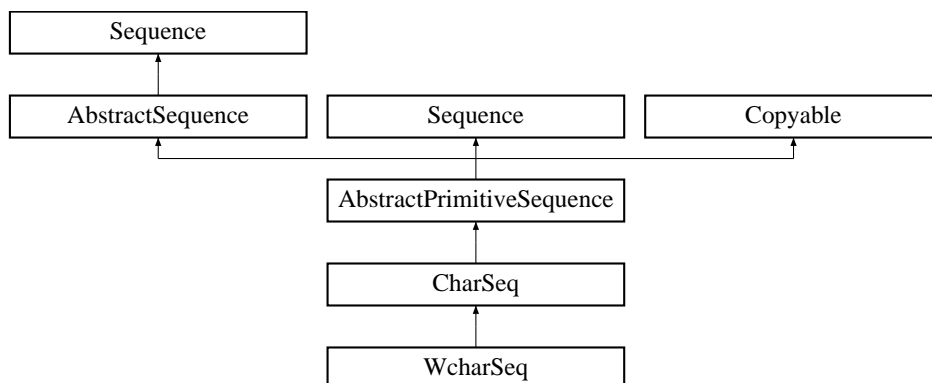 Sequence
AbstractSequence
Sequence
Copyable
AbstractPrimitiveSequence
CharSeq
WcharSeq